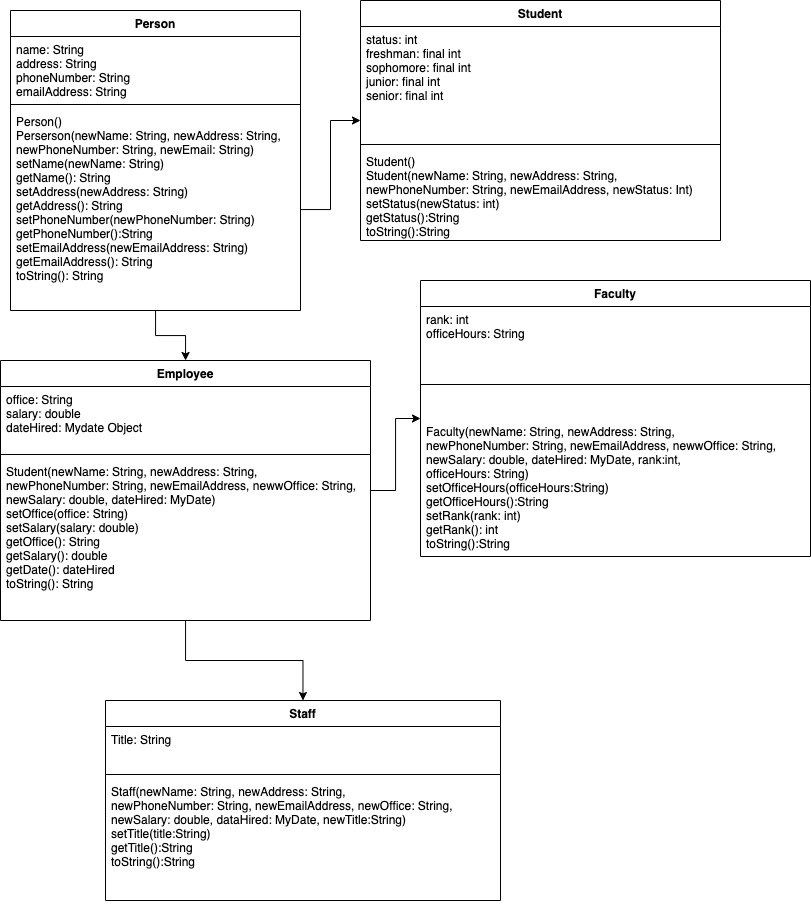 Person
name: String
address: String
phoneNumber: String
emailAddress: String
Person()
Perserson(newName: String, newAddress: String,
newPhoneNumber: String, newEmail: String)
setName(newName: String)
getName(): String
setAddress(newAddress: String)
getAddress(): String
setPhoneNumber(newPhoneNumber: String)
getPhoneNumber():String
setEmailAddress(newEmailAddress: String)
getEmailAddress(): String
toString(): String
Student
status: int
freshman: final int
sophomore: final int
junior: final int
senior: final int
Student()
Student(newName: String, newAddress: String,
newPhoneNumber: String, newEmailAddress, newStatus: Int)
setStatus(newStatus: int)
getStatus():String
toString():String
Employee
office: String
salary: double
dateHired: Mydate Object
Student(newName: String, newAddress: String,
newPhoneNumber: String, newEmailAddress, newwOffice: String,
newSalary: double, dateHired: MyDate)
setOffice(office: String)
setSalary(salary: double)
getOffice(): String
getSalary(): double
getDate(): dateHired
toString(): String
Faculty
rank: int
officeHours: String
Faculty(newName: String, newAddress: String,
newPhoneNumber: String, newEmailAddress, newwOffice: String,
newSalary: double, dateHired: MyDate, rank:int,
officeHours: String)
setOfficeHours(officeHours:String)
getOfficeHours():String
setRank(rank: int)
getRank(): int
toString():String
Staff
Title: String
Staff(newName: String, newAddress: String,
newPhoneNumber: String, newEmailAddress, newOffice: String,
newSalary: double, dataHired: MyDate, newTitle:String)
setTitle(title:String)
getTitle():String
toString():String